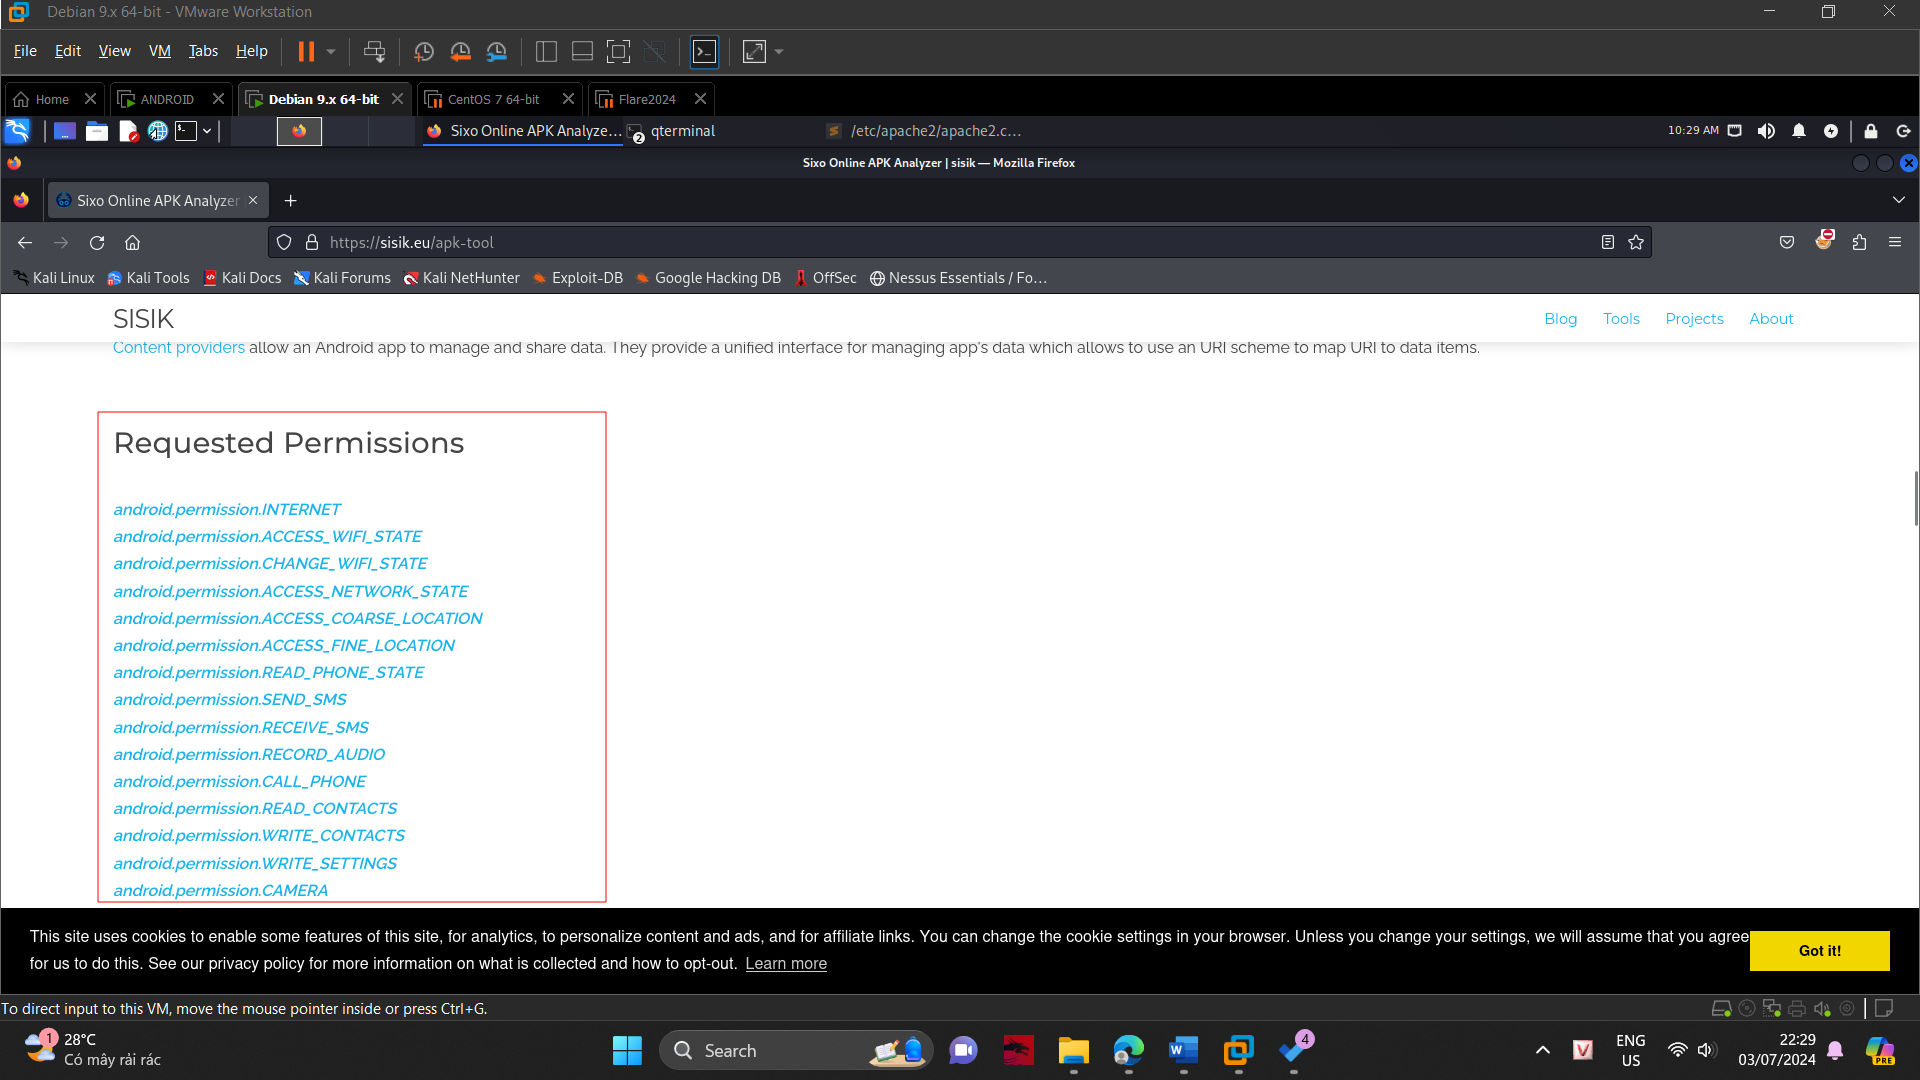 Debian 9.x 64-bit - VMware Workstation
File Edit View VM Tabs Help
Home ANDROID Debian 9.x 64-bit CentOS 7 64-bit Flare2024
Sixo Online APK Analyze... 2 qterminal /etc/apache2/apache2.c... 10:29 AM
Sixo Online APK Analyzer | sisik — Mozilla Firefox
Sixo Online APK Analyzer
https://sisik.eu/apk-tool
Kali Linux Kali Tools Kali Docs Kali Forums Kali NetHunter Exploit-DB Google Hacking DB OffSec Nessus Essentials / Fo...
SISIK Blog Tools Projects About
Content providers allow an Android app to manage and share data. They provide a unified interface for managing app's data which allows to use an URI scheme to map URI to data items.
Requested Permissions
android.permission.INTERNET
android.permission.ACCESS_WIFI_STATE
android.permission.CHANGE_WIFI_STATE
android.permission.ACCESS_NETWORK_STATE
android.permission.ACCESS_COARSE_LOCATION
android.permission.ACCESS_FINE_LOCATION
android.permission.READ_PHONE_STATE
android.permission.SEND_SMS
android.permission.RECEIVE_SMS
android.permission.RECORD_AUDIO
android.permission.CALL_PHONE
android.permission.READ_CONTACTS
android.permission.WRITE_CONTACTS
android.permission.WRITE_SETTINGS
android.permission.CAMERA
This site uses cookies to enable some features of this site, for analytics, to personalize content and ads, and for affiliate links. You can change the cookie settings in your browser. Unless you change your settings, we will assume that you agree
for us to do this. See our privacy policy for more information on what is collected and how to opt-out. Learn more
Got it!
To direct input to this VM, move the mouse pointer inside or press Ctrl+G.
1 28°C
Có mây rải rác
Search
4
V
ENG
US
22:29
03/07/2024
PRE